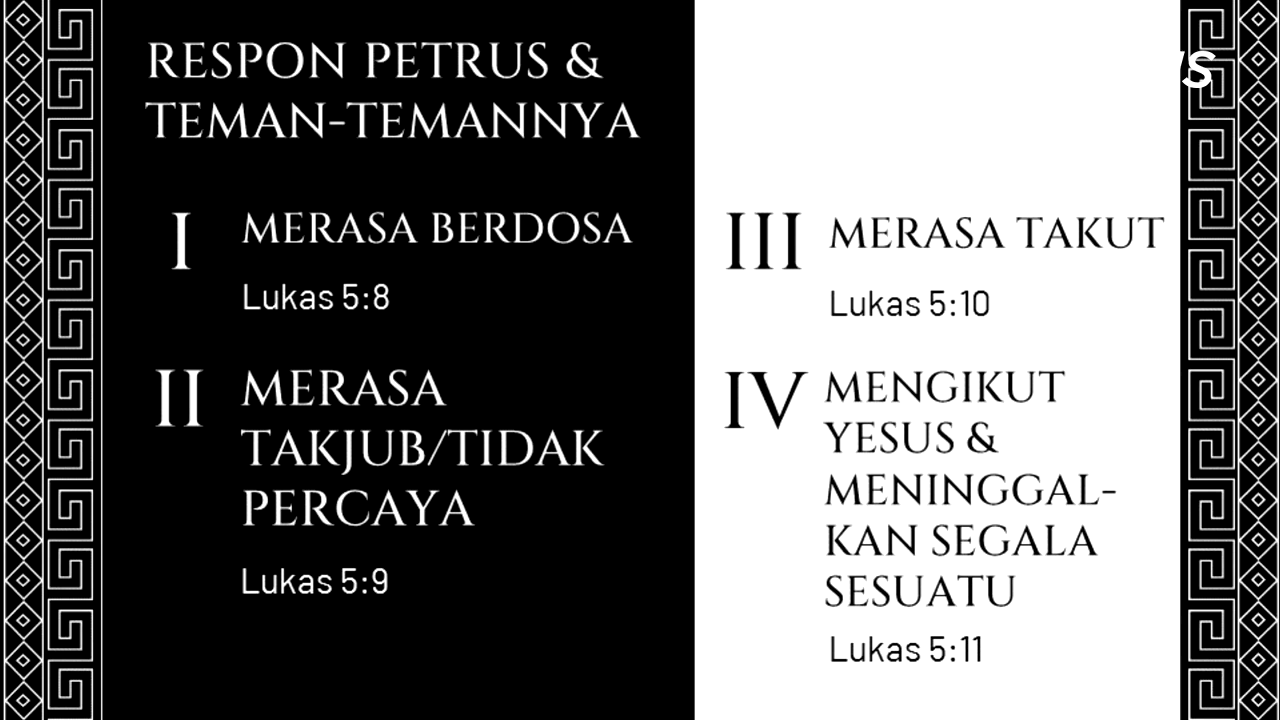 RESPON PETRUS &
TEMAN-TEMANNYA
I MERASA BERDOSA
Lukas 5:8
II MERASA
TAKJUB/TIDAK
PERCAYA
Lukas 5:9
III MERASA TAKUT
Lukas 5:10
IV MENGIKUT
YESUS &
MENINGGAL-
KAN SEGALA
SESUATU
Lukas 5:11